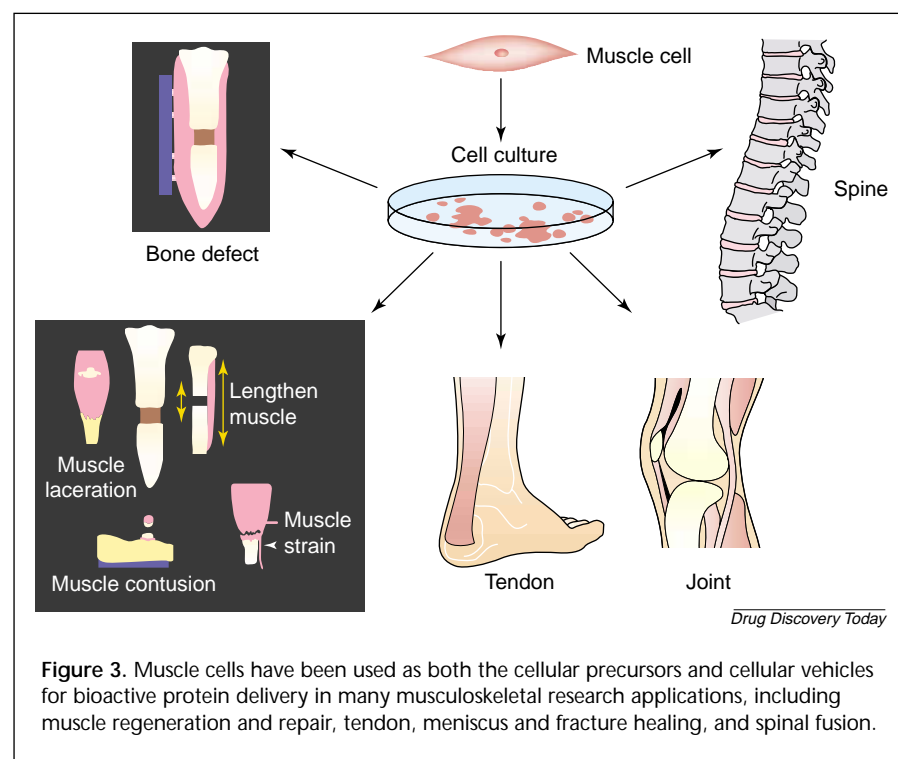 Muscle cell
Cell culture
Spine
Bone defect
Lengthen
muscle
Muscle
laceration
Muscle
strain
Muscle contusion
Tendon
Joint
Drug Discovery Today
Figure 3. Muscle cells have been used as both the cellular precursors and cellular vehicles
for bioactive protein delivery in many musculoskeletal research applications, including
muscle regeneration and repair, tendon, meniscus and fracture healing, and spinal fusion.